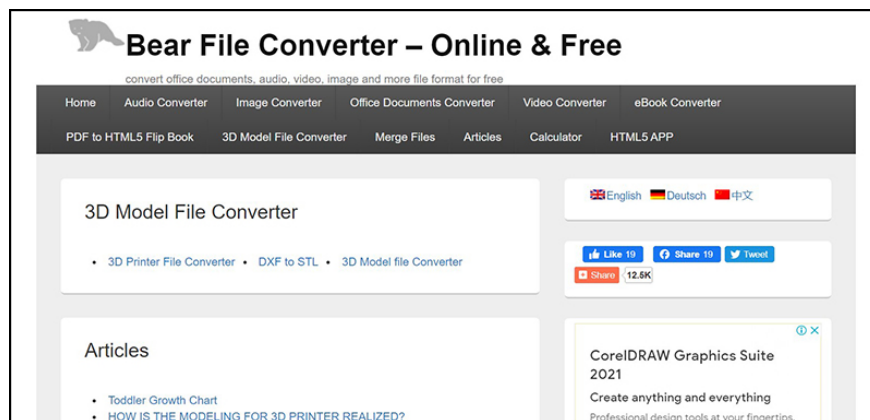 Bear File Converter – Online & Free
convert office documents, audio, video, image and more file format for free
Home Audio Converter Image Converter Office Documents Converter Video Converter eBook Converter
PDF to HTML5 Flip Book 3D Model File Converter Merge Files Articles Calculator HTML5 APP
3D Model File Converter
• 3D Printer File Converter • DXF to STL • 3D Model file Converter
Articles
• Toddler Growth Chart
• HOW IS THE MODELING FOR 3D PRINTER REALIZED?
English Deutsch 中文
Like 19 Share 19 Tweet
Share 12.5K
CorelDRAW Graphics Suite
2021
Create anything and everything
Professional design tools at your fingertips.